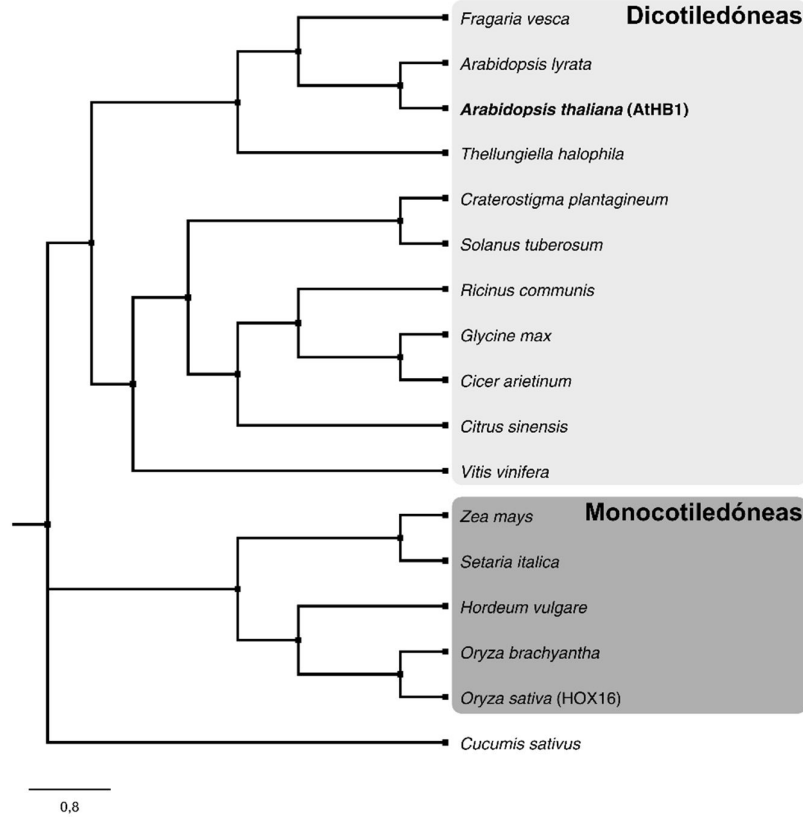 Dicotiledóneas
Fragaria vesca
Arabidopsis lyrata
Arabidopsis thaliana (AtHB1)
Thellungiella halophila
Craterostigma plantagineum
Solanus tuberosum
Ricinus communis
Glycine max
Cicer arietinum
Citrus sinensis
Vitis vinifera
Monocotiledóneas
Zea mays
Setaria italica
Hordeum vulgare
Oryza brachyantha
Oryza sativa (HOX16)
Cucumis sativus
0,8